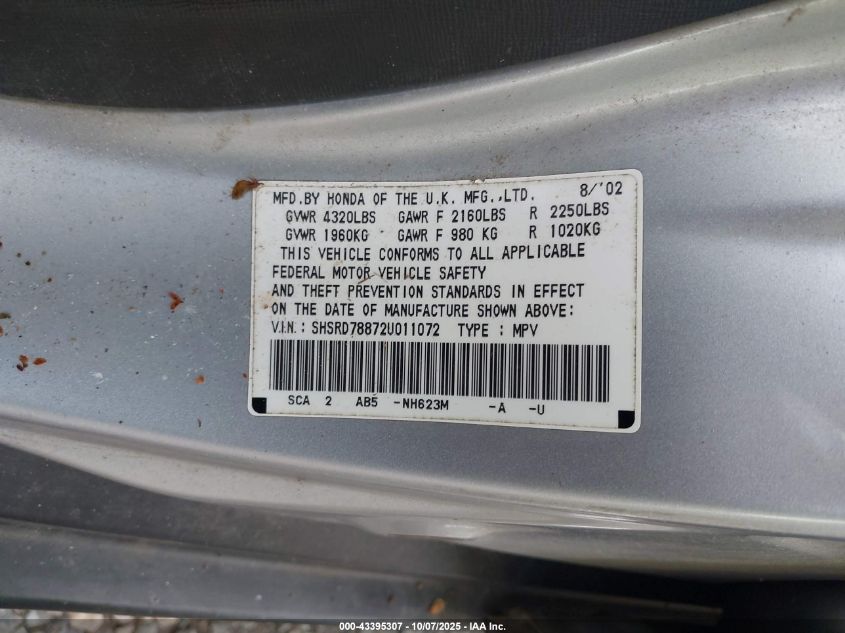 MFD.BY HONDA OF THE U.K. MFG.,LTD. 8/'02
GVWR 4320LBS GAWR F 2160LBS R 2250LBS
GVWR 1960KG GAWR F 980 KG R 1020KG
THIS VEHICLE CONFORMS TO ALL APPLICABLE
FEDERAL MOTOR VEHICLE SAFETY
AND THEFT PREVENTION STANDARDS IN EFFECT
ON THE DATE OF MANUFACTURE SHOWN ABOVE:
V.I.N. : SHSRD78872U011072 TYPE : MPV
SCA 2 AB5 -NH623M -A -U
000-43395307 - 10/07/2025 - IAA Inc.